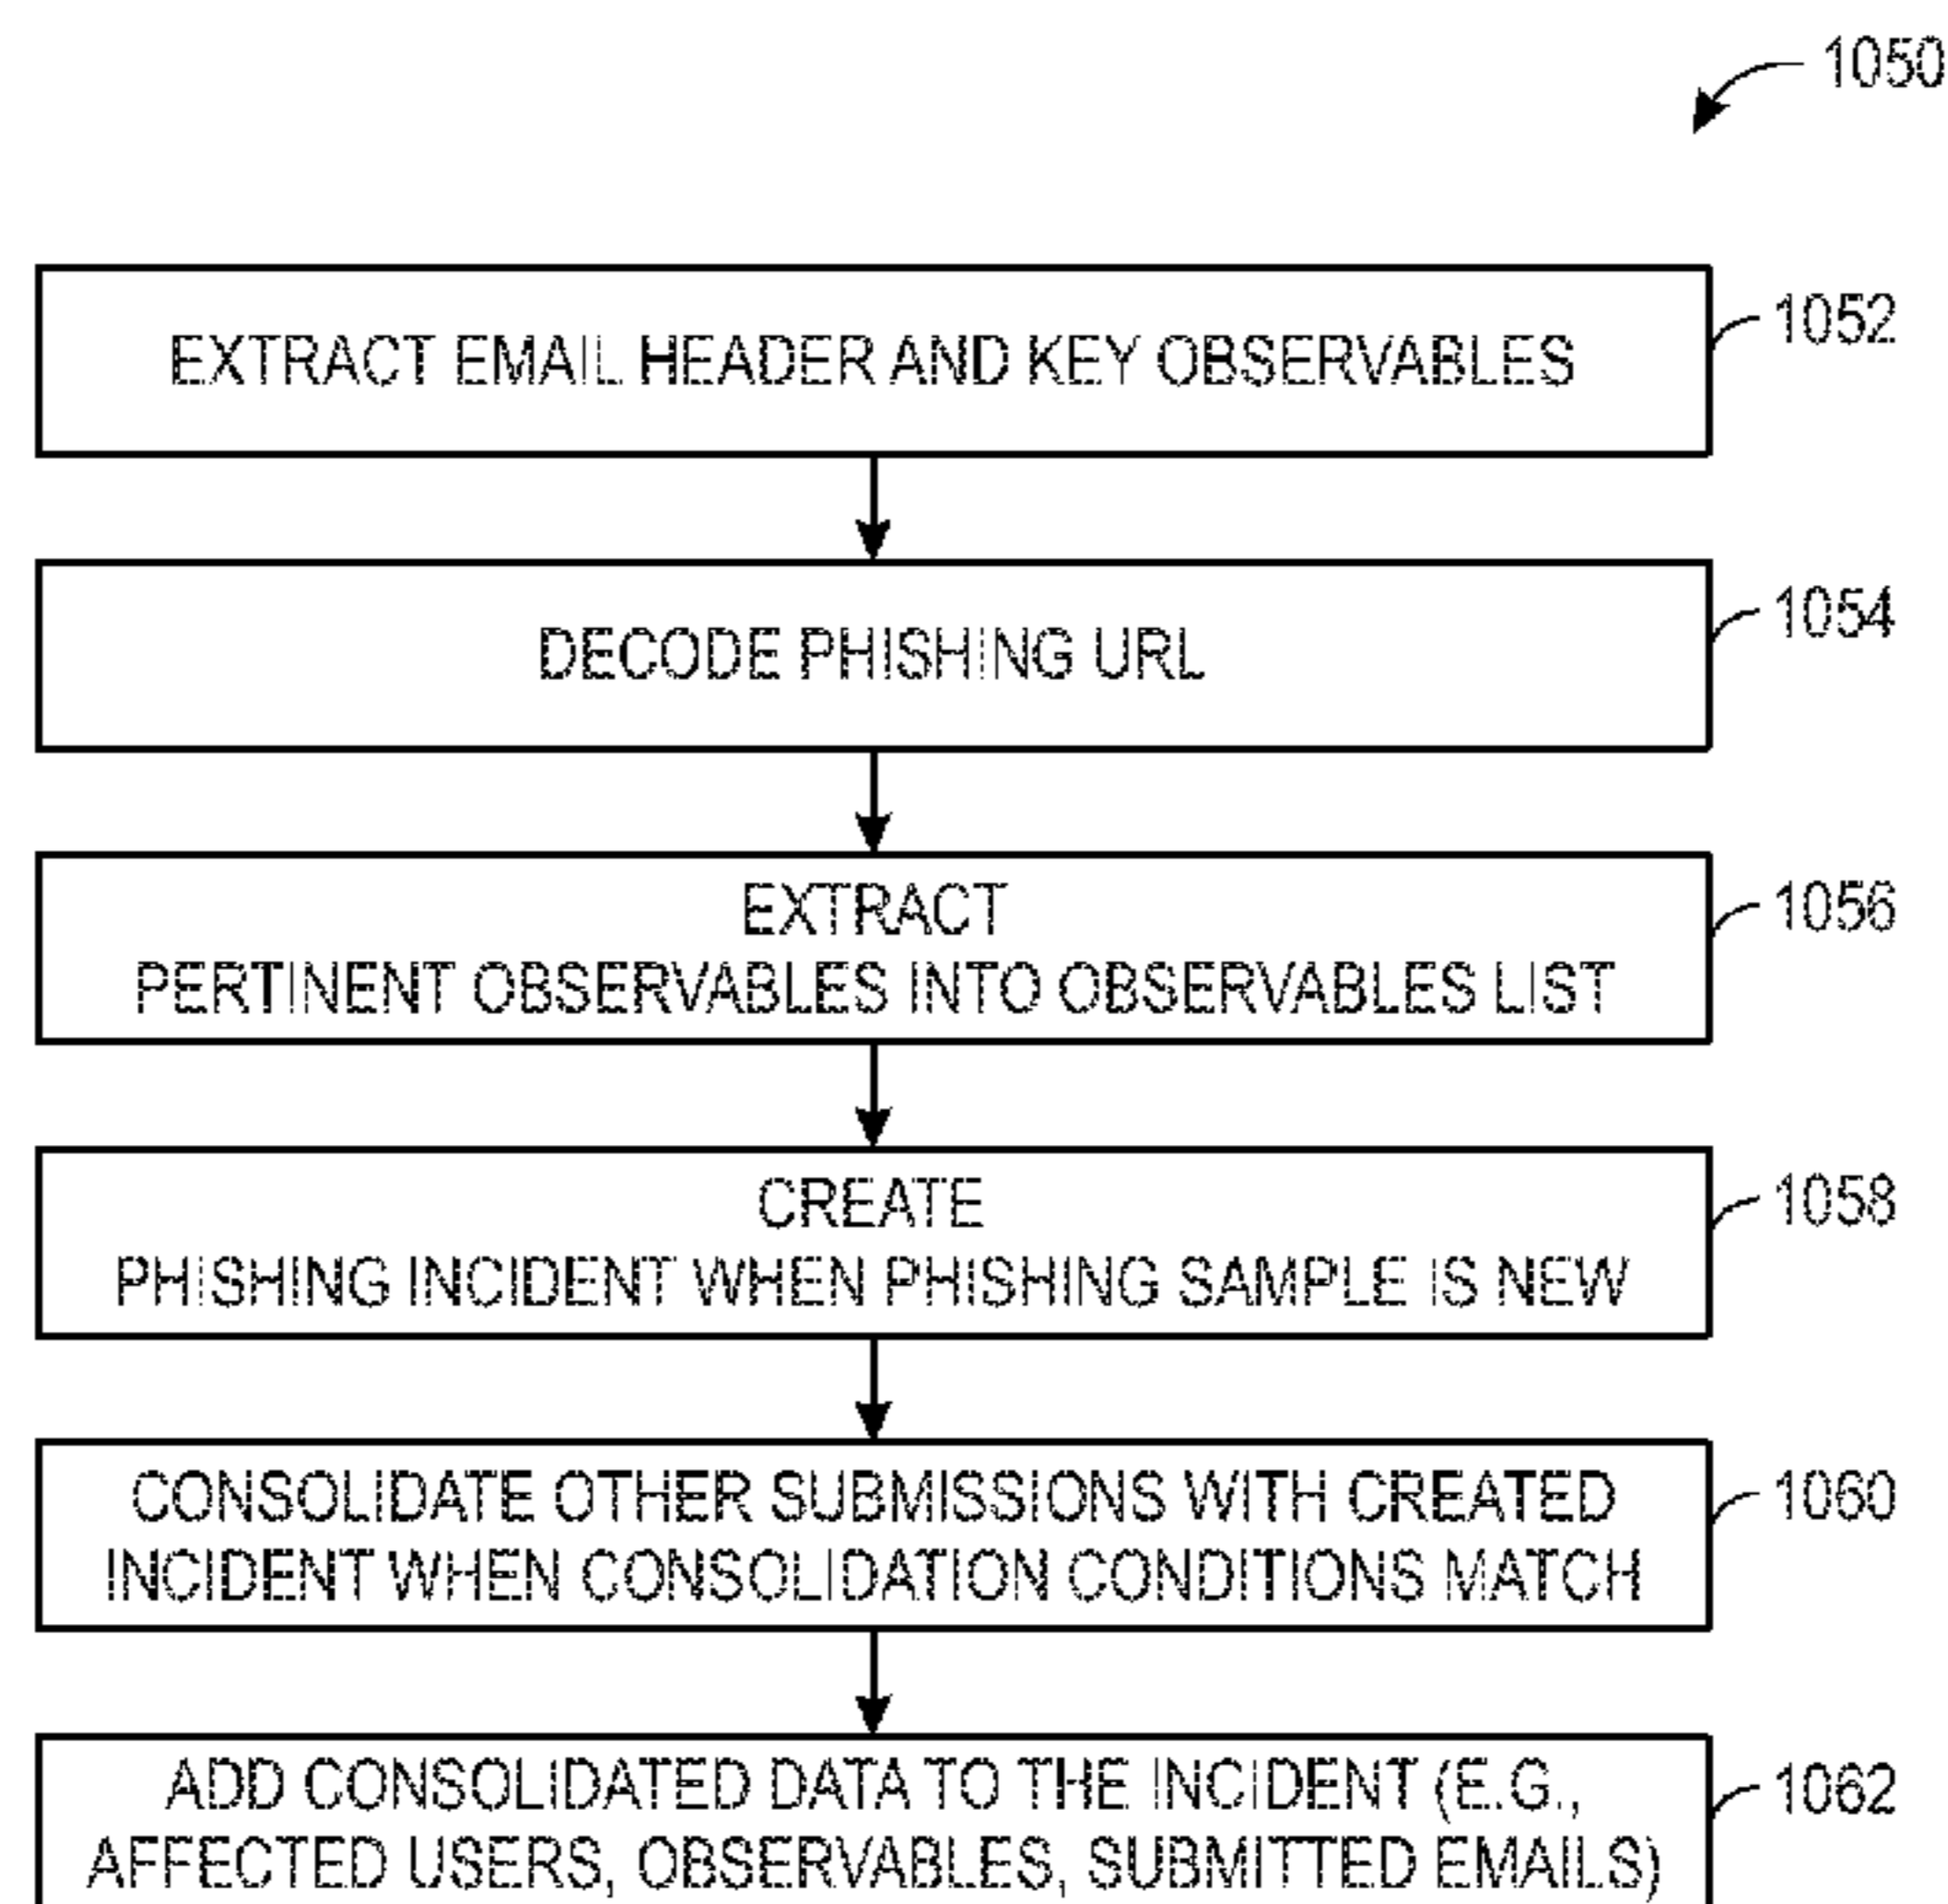 1050
EXTRACT EMAIL HEADER AND KEY OBSERVABLES
1052
DECODE PHISHING URL
1054
EXTRACT
PERTINENT OBSERVABLES INTO OBSERVABLES LIST
1056
CREATE
PHISHING INCIDENT WHEN PHISHING SAMPLE IS NEW
1058
CONSOLIDATE OTHER SUBMISSIONS WITH CREATED
INCIDENT WHEN CONSOLIDATION CONDITIONS MATCH
1060
ADD CONSOLIDATED DATA TO THE INCIDENT (E.G.,
AFFECTED USERS, OBSERVABLES, SUBMITTED EMAILS)
1062